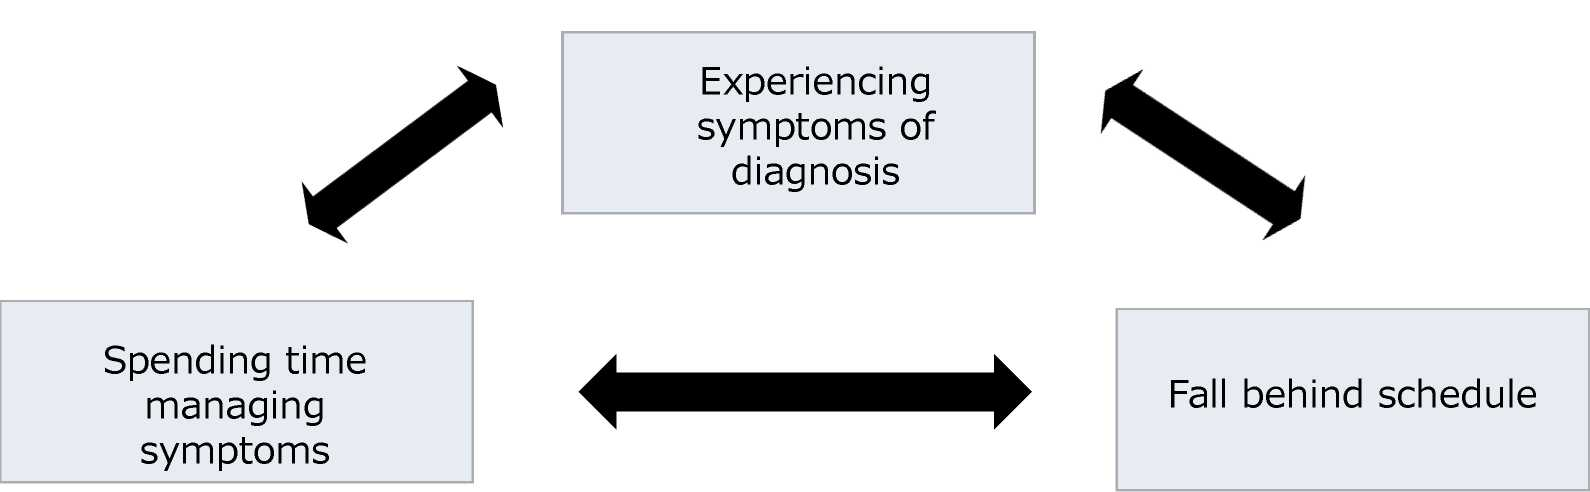 Experiencing
symptoms of
diagnosis
Spending time
managing
symptoms
Fall behind schedule